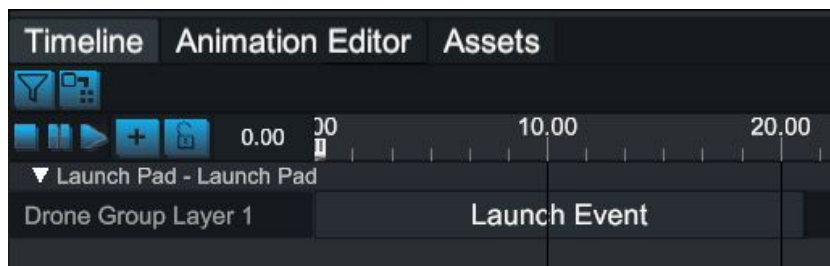 Timeline Animation Editor Assets
0.00 00 10.00 20.00
Launch Pad - Launch Pad
Drone Group Layer 1 Launch Event